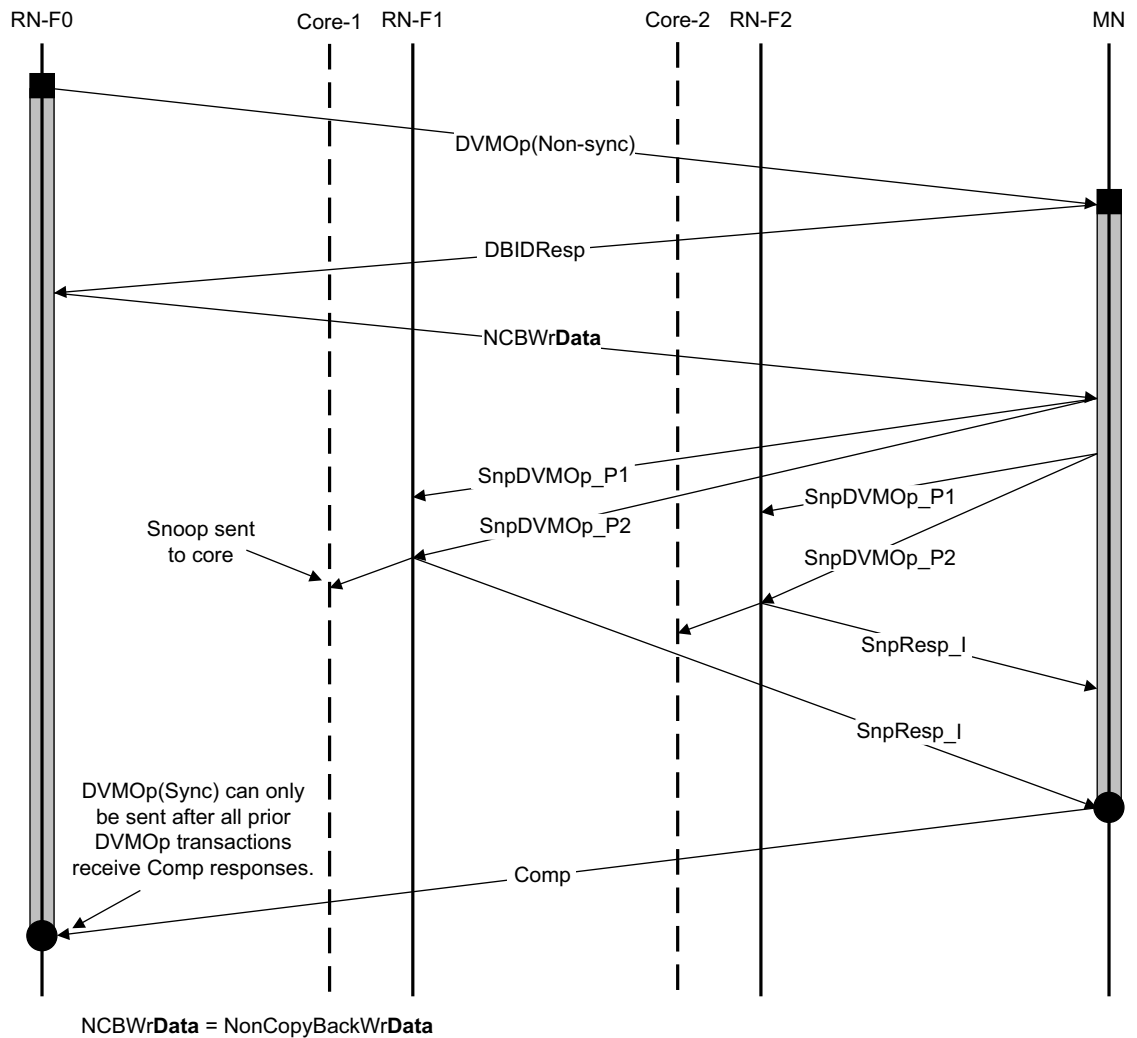 RN-F0 Core-1 RN-F1 Core-2 RN-F2 MN
DVMOp(Non-sync)
DBIDResp
NCBWrData
SnpDVMOp_P1
SnpDVMOp_P1
Snoop sent
to core
SnpDVMOp_P2
SnpDVMOp_P2
SnpResp_I
SnpResp_I
DVMOp(Sync) can only
be sent after all prior
DVMOp transactions
receive Comp responses.
Comp
NCBWrData = NonCopyBackWrData